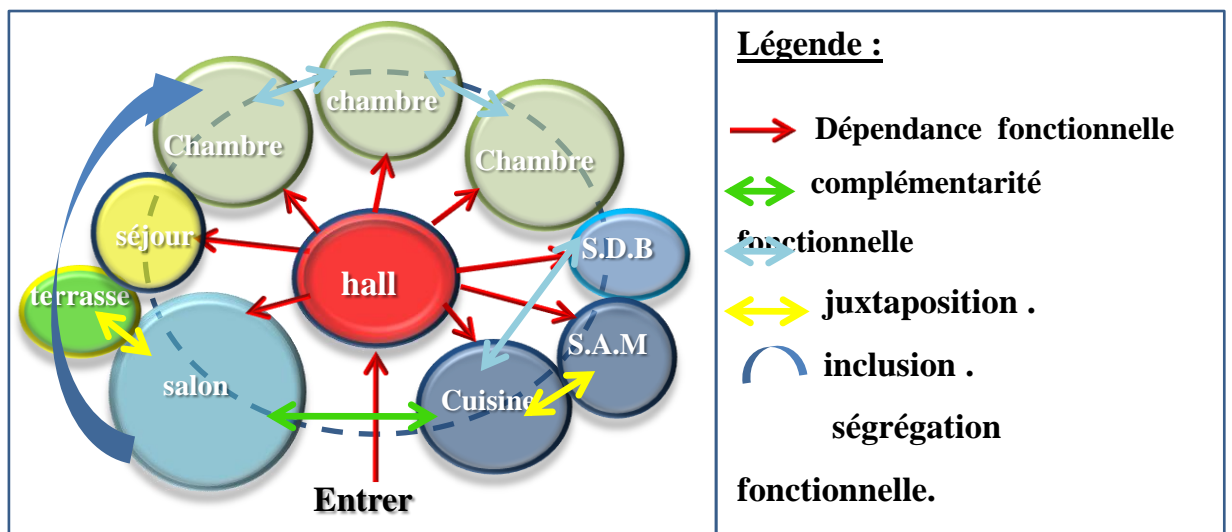 chambre
Chambre
Chambre
séjour
S.D.B
hall
terrasse
S.A.M
salon
Cuisine
Entrer
Légende :
Dépendance fonctionnelle
complémentarité
fonctionnelle
juxtaposition .
inclusion .
ségrégation
fonctionnelle.